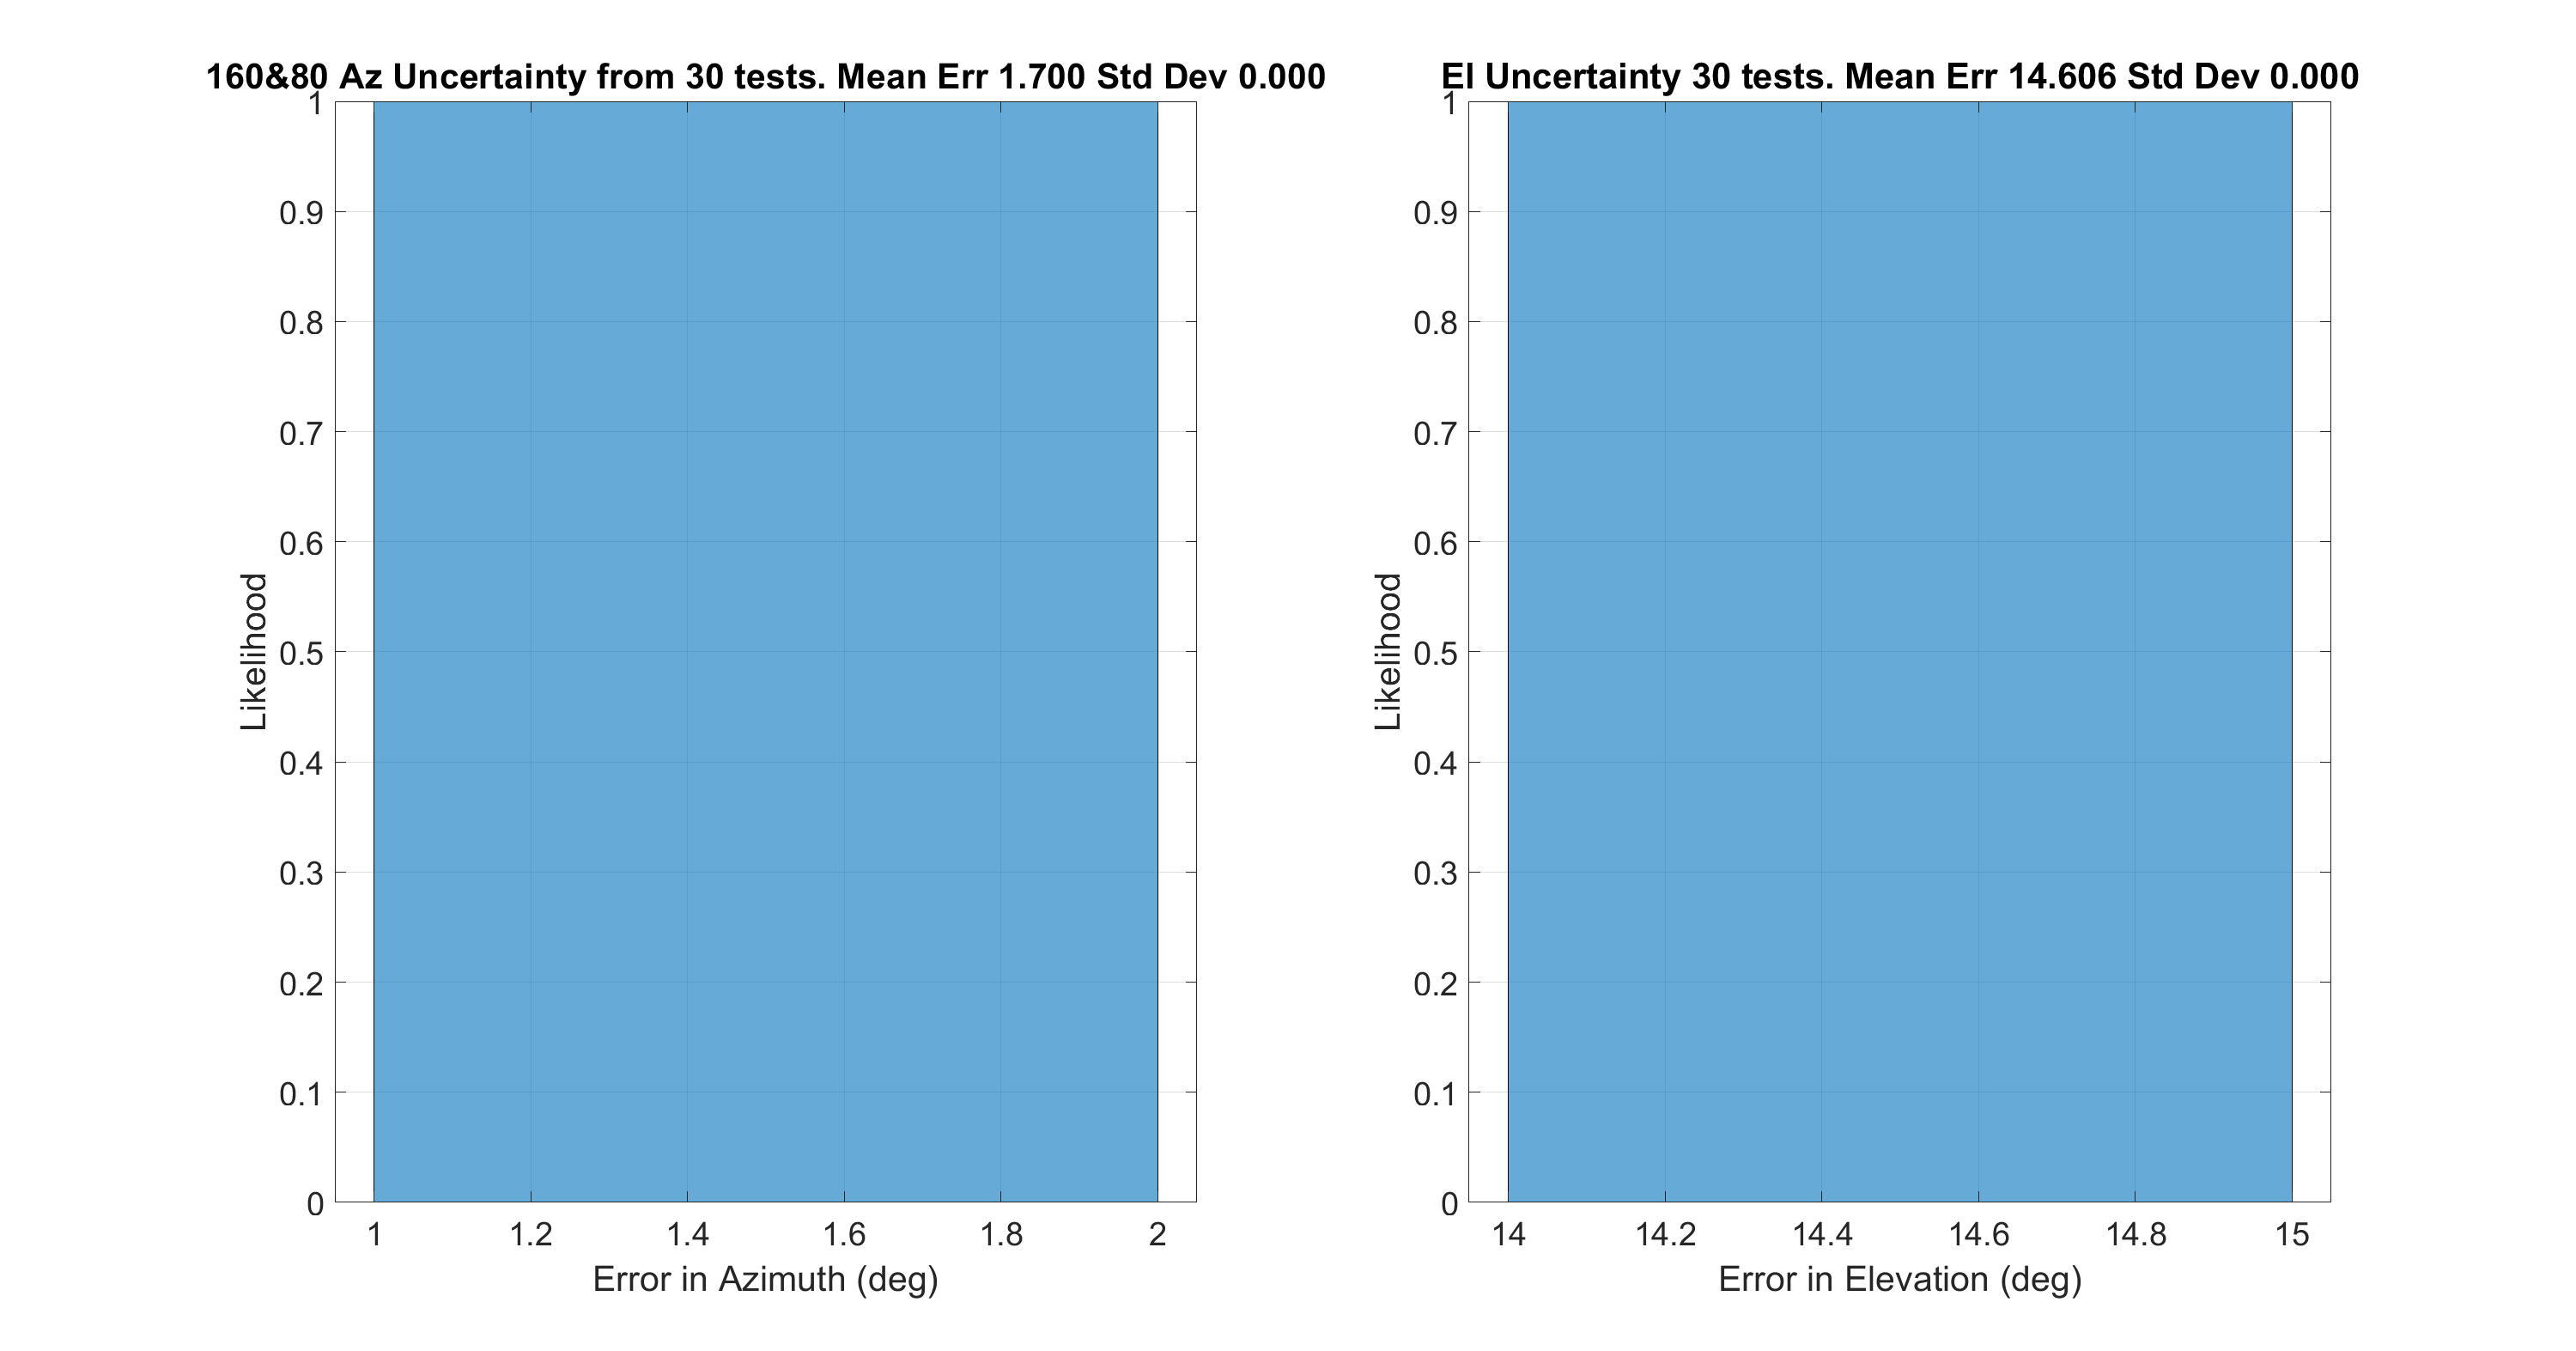 160&80 Az Uncertainty from 30 tests. Mean Err 1.700 Std Dev 0.000
1
0.9
0.8
0.7
0.6
0.5
0.4
0.3
0.2
0.1
0
Likelihood
1 1.2 1.4 1.6 1.8 2
Error in Azimuth (deg)
El Uncertainty 30 tests. Mean Err 14.606 Std Dev 0.000
1
0.9
0.8
0.7
0.6
0.5
0.4
0.3
0.2
0.1
0
Likelihood
14 14.2 14.4 14.6 14.8 15
Error in Elevation (deg)